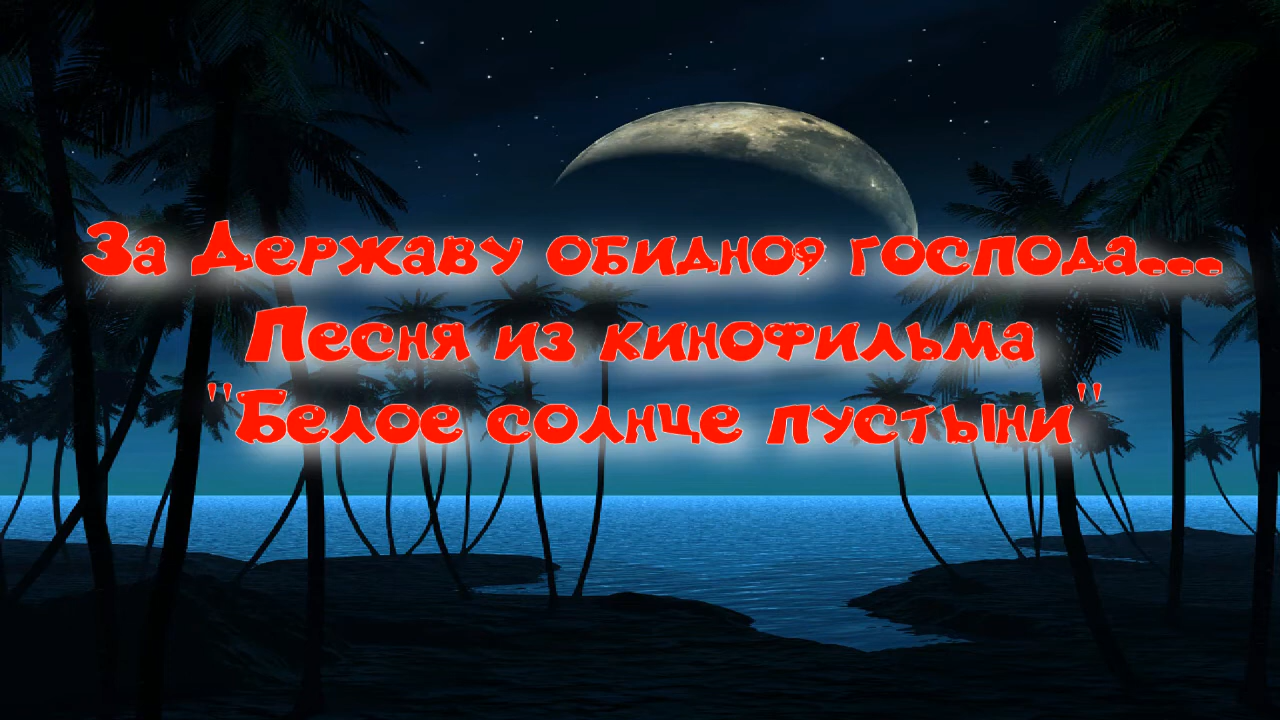 За Державу обидно, господа...
Песня из кинофильма
"Белое солнце пустыни"